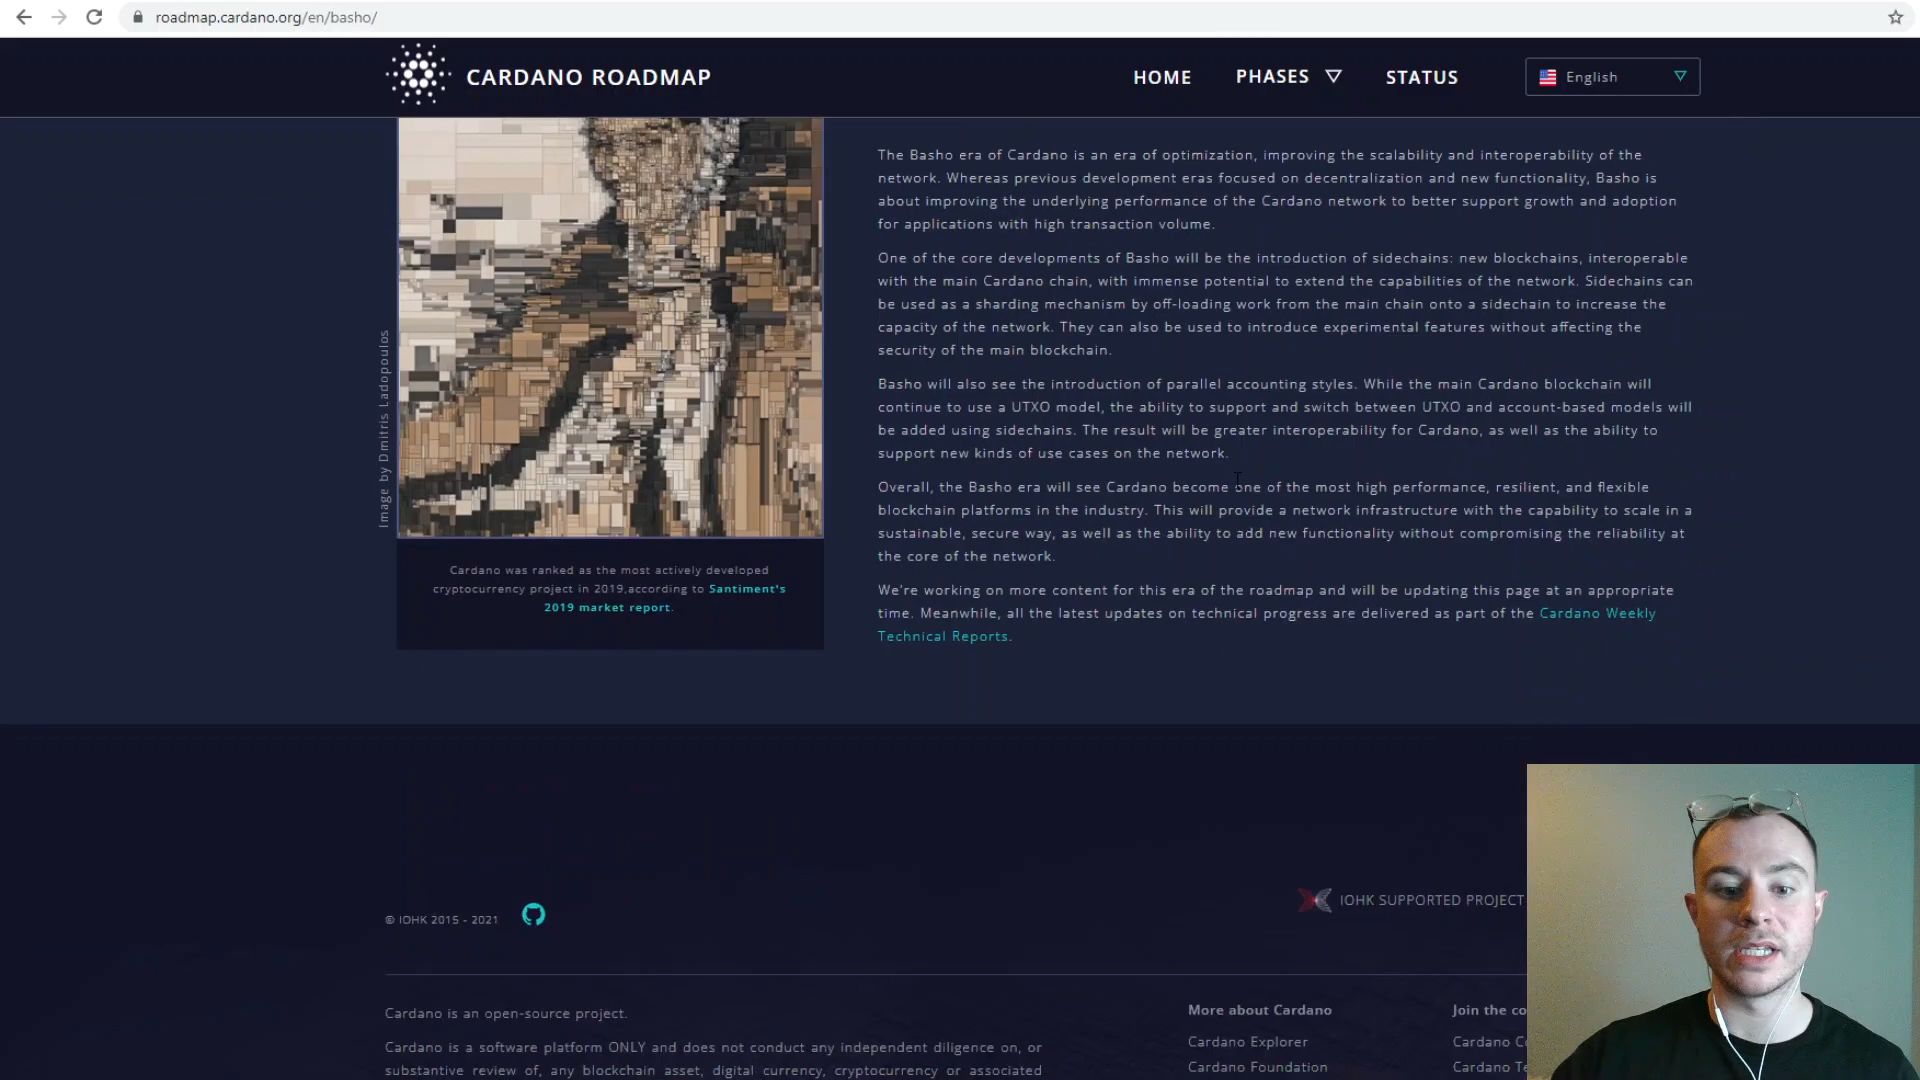 roadmap.cardano.org/en/basho/
CARDANO ROADMAP
HOME
PHASES
STATUS
English
Image by Dmitris Ladopoulos
Cardano was ranked as the most actively developed
cryptocurrency project in 2019,according to Santiment's
2019 market report.
The Basho era of Cardano is an era of optimization, improving the scalability and interoperability of the
network. Whereas previous development eras focused on decentralization and new functionality, Basho is
about improving the underlying performance of the Cardano network to better support growth and adoption
for applications with high transaction volume.
One of the core developments of Basho will be the introduction of sidechains: new blockchains, interoperable
with the main Cardano chain, with immense potential to extend the capabilities of the network. Sidechains can
be used as a sharding mechanism by off-loading work from the main chain onto a sidechain to increase the
capacity of the network. They can also be used to introduce experimental features without affecting the
security of the main blockchain.
Basho will also see the introduction of parallel accounting styles. While the main Cardano blockchain will
continue to use a UTXO model, the ability to support and switch between UTXO and account-based models will
be added using sidechains. The result will be greater interoperability for Cardano, as well as the ability to
support new kinds of use cases on the network.
Overall, the Basho era will see Cardano become one of the most high performance, resilient, and flexible
blockchain platforms in the industry. This will provide a network infrastructure with the capability to scale in a
sustainable, secure way, as well as the ability to add new functionality without compromising the reliability at
the core of the network.
We're working on more content for this era of the roadmap and will be updating this page at an appropriate
time. Meanwhile, all the latest updates on technical progress are delivered as part of the Cardano Weekly
Technical Reports.
© IOHK 2015 - 2021
IOHK SUPPORTED PROJECT
Cardano is an open-source project.
Cardano is a software platform ONLY and does not conduct any independent diligence on, or
substantive review of, any blockchain asset, digital currency, cryptocurrency or associated
More about Cardano
Cardano Explorer
Cardano Foundation
Join the co
Cardano C
Cardano Te